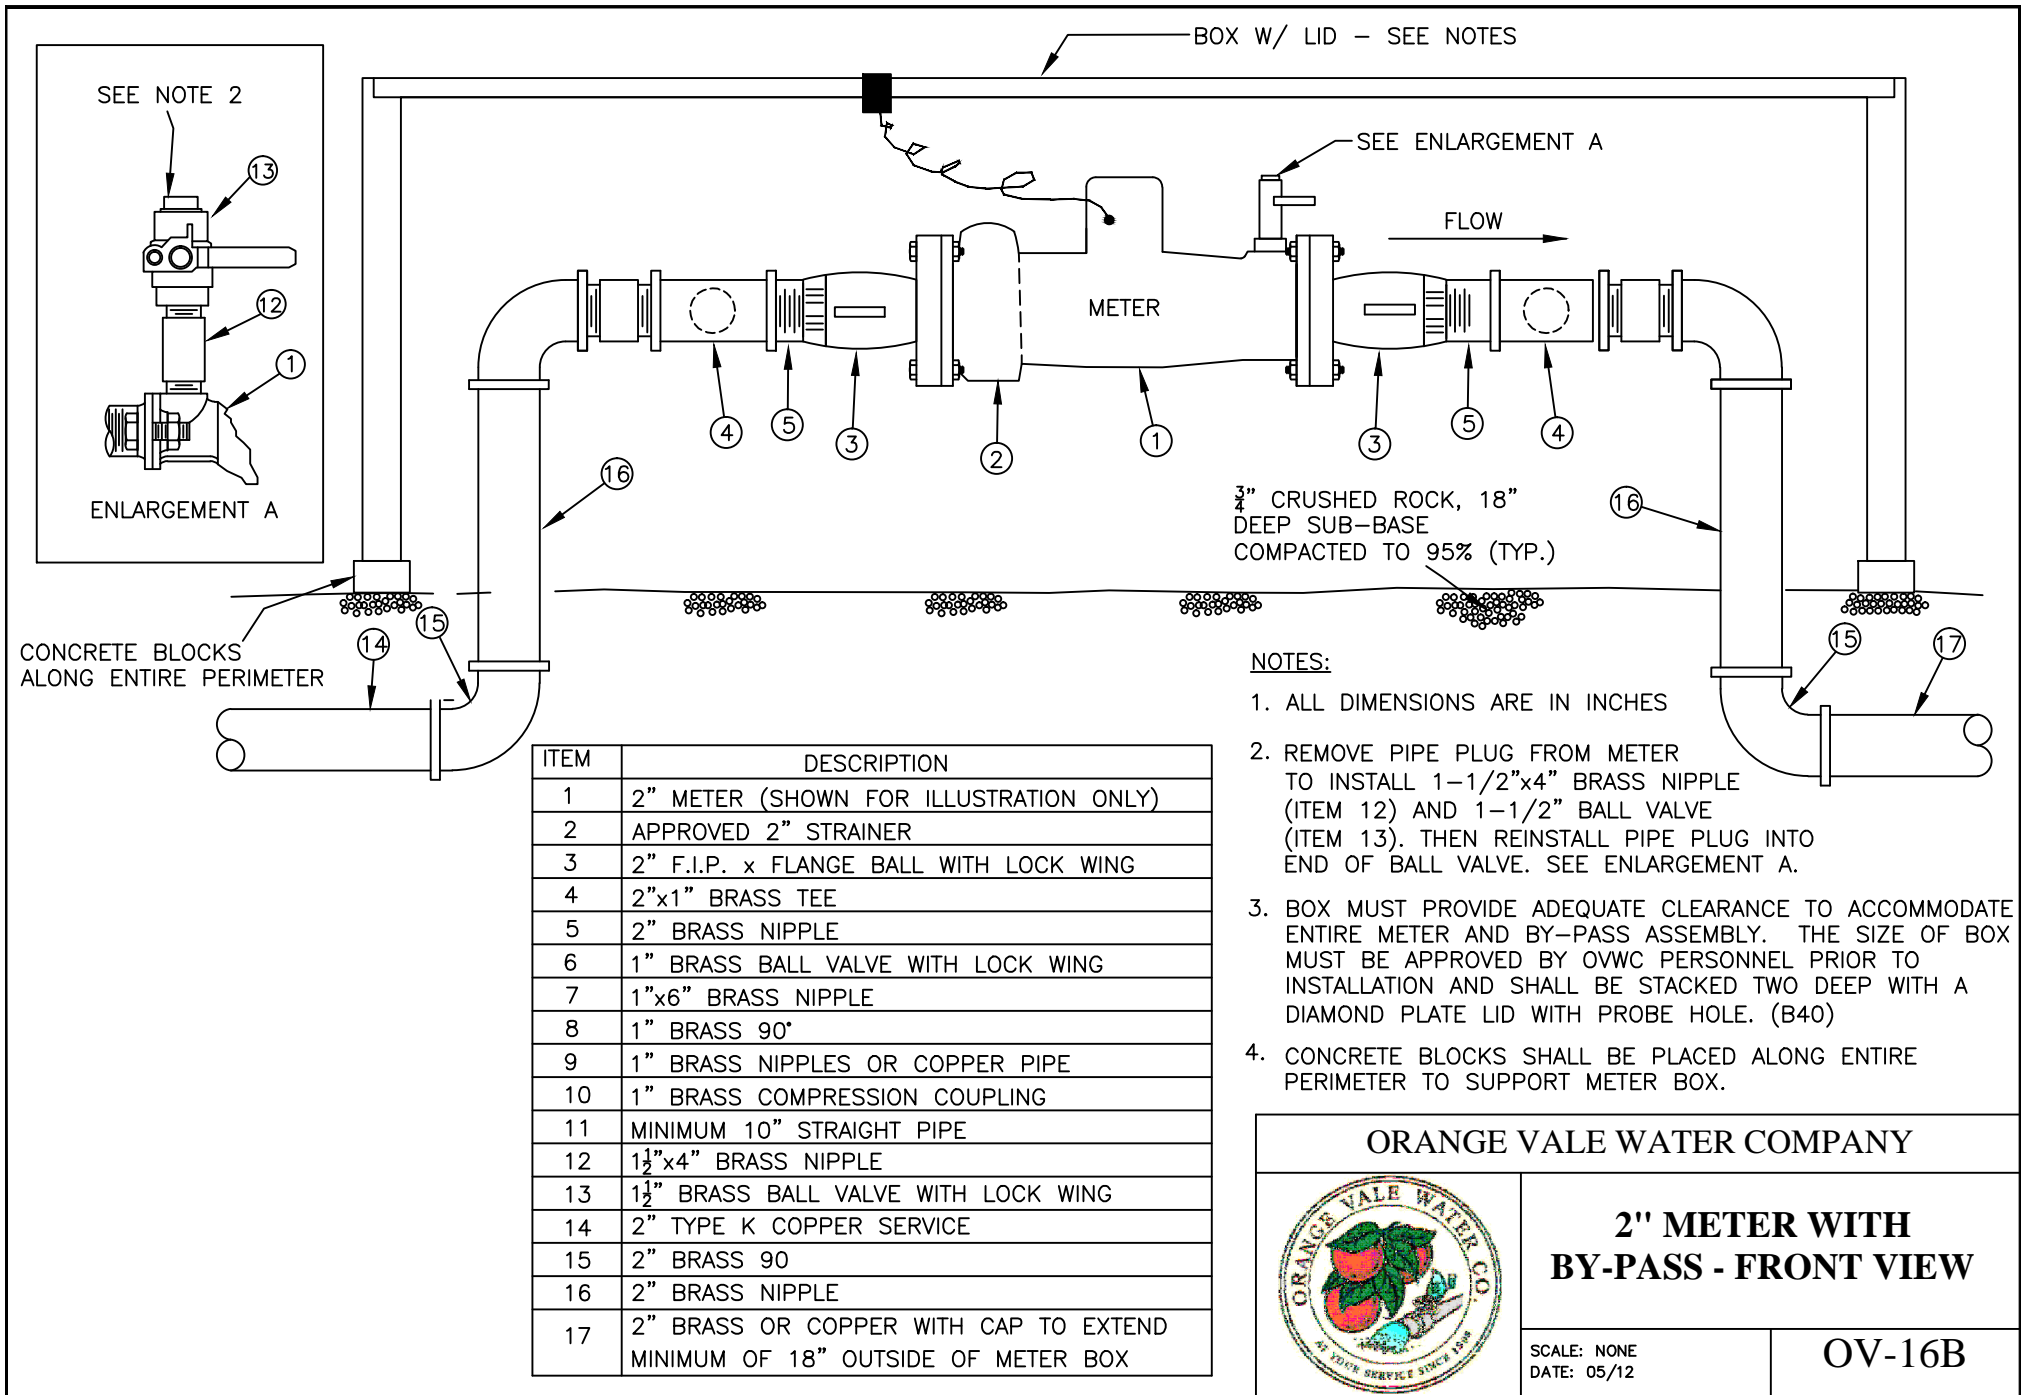 BOX W/ LID – SEE NOTES
SEE NOTE 2
13
12
1
ENLARGEMENT A
SEE ENLARGEMENT A
FLOW
METER
4
5
3
2
1
3
5
4
16
16
3/4" CRUSHED ROCK, 18"
DEEP SUB–BASE
COMPACTED TO 95% (TYP.)
CONCRETE BLOCKS
ALONG ENTIRE PERIMETER
14
15
15
17
ITEM DESCRIPTION
1 2" METER (SHOWN FOR ILLUSTRATION ONLY)
2 APPROVED 2" STRAINER
3 2" F.I.P. x FLANGE BALL WITH LOCK WING
4 2"x1" BRASS TEE
5 2" BRASS NIPPLE
6 1" BRASS BALL VALVE WITH LOCK WING
7 1"x6" BRASS NIPPLE
8 1" BRASS 90°
9 1" BRASS NIPPLES OR COPPER PIPE
10 1" BRASS COMPRESSION COUPLING
11 MINIMUM 10" STRAIGHT PIPE
12 1 1/2"x4" BRASS NIPPLE
13 1 1/2" BRASS BALL VALVE WITH LOCK WING
14 2" TYPE K COPPER SERVICE
15 2" BRASS 90
16 2" BRASS NIPPLE
17 2" BRASS OR COPPER WITH CAP TO EXTEND
MINIMUM OF 18" OUTSIDE OF METER BOX
NOTES:
1. ALL DIMENSIONS ARE IN INCHES
2. REMOVE PIPE PLUG FROM METER
TO INSTALL 1–1/2"x4" BRASS NIPPLE
(ITEM 12) AND 1–1/2" BALL VALVE
(ITEM 13). THEN REINSTALL PIPE PLUG INTO
END OF BALL VALVE. SEE ENLARGEMENT A.
3. BOX MUST PROVIDE ADEQUATE CLEARANCE TO ACCOMMODATE
ENTIRE METER AND BY–PASS ASSEMBLY. THE SIZE OF BOX
MUST BE APPROVED BY OVWC PERSONNEL PRIOR TO
INSTALLATION AND SHALL BE STACKED TWO DEEP WITH A
DIAMOND PLATE LID WITH PROBE HOLE. (B40)
4. CONCRETE BLOCKS SHALL BE PLACED ALONG ENTIRE
PERIMETER TO SUPPORT METER BOX.
ORANGE VALE WATER COMPANY
ORANGE VALE WATER CO.
AT YOUR SERVICE SINCE
2" METER WITH
BY-PASS - FRONT VIEW
SCALE: NONE
DATE: 05/12
OV-16B